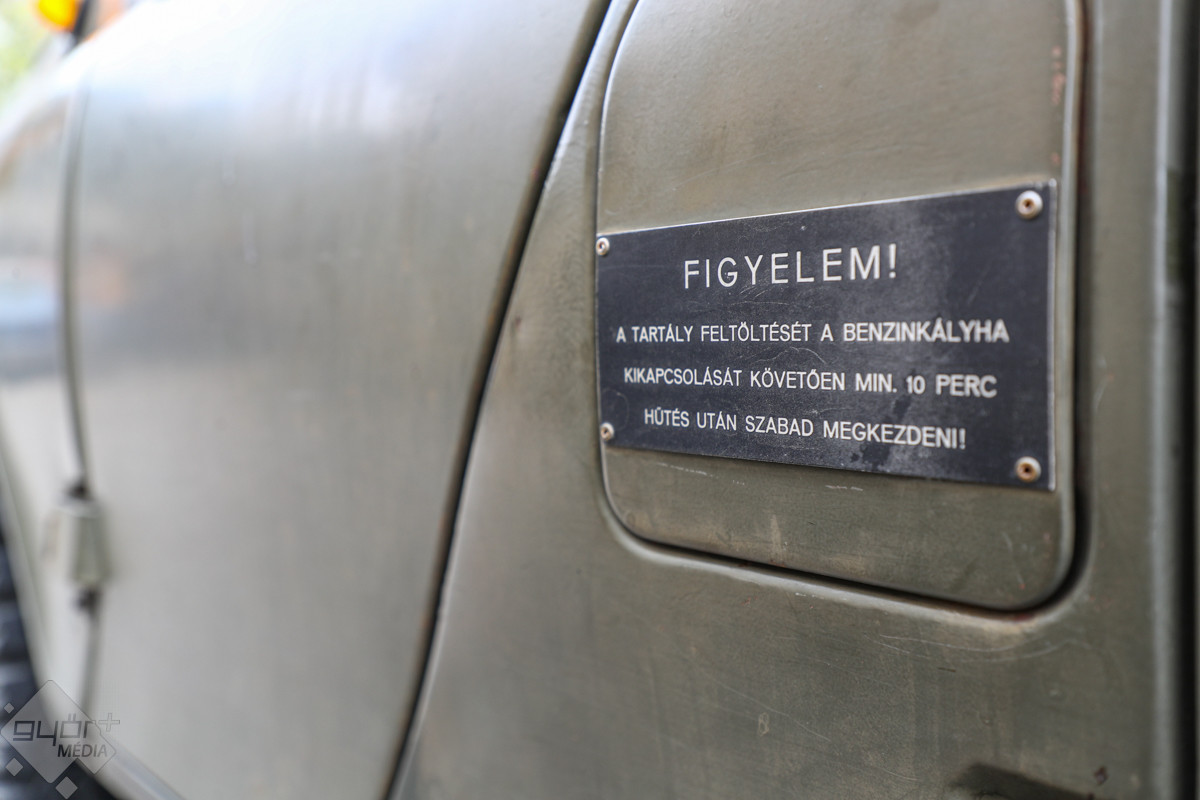 FIGYELEM!
A TARTÁLY FELTÖLTÉSÉT A BENZINKÁLYHA
KIKAPCSOLÁSÁT KÖVETŐEN MIN. 10 PERC
HŰTÉS UTÁN SZABAD MEGKEZDENI!
győr+
MÉDIA